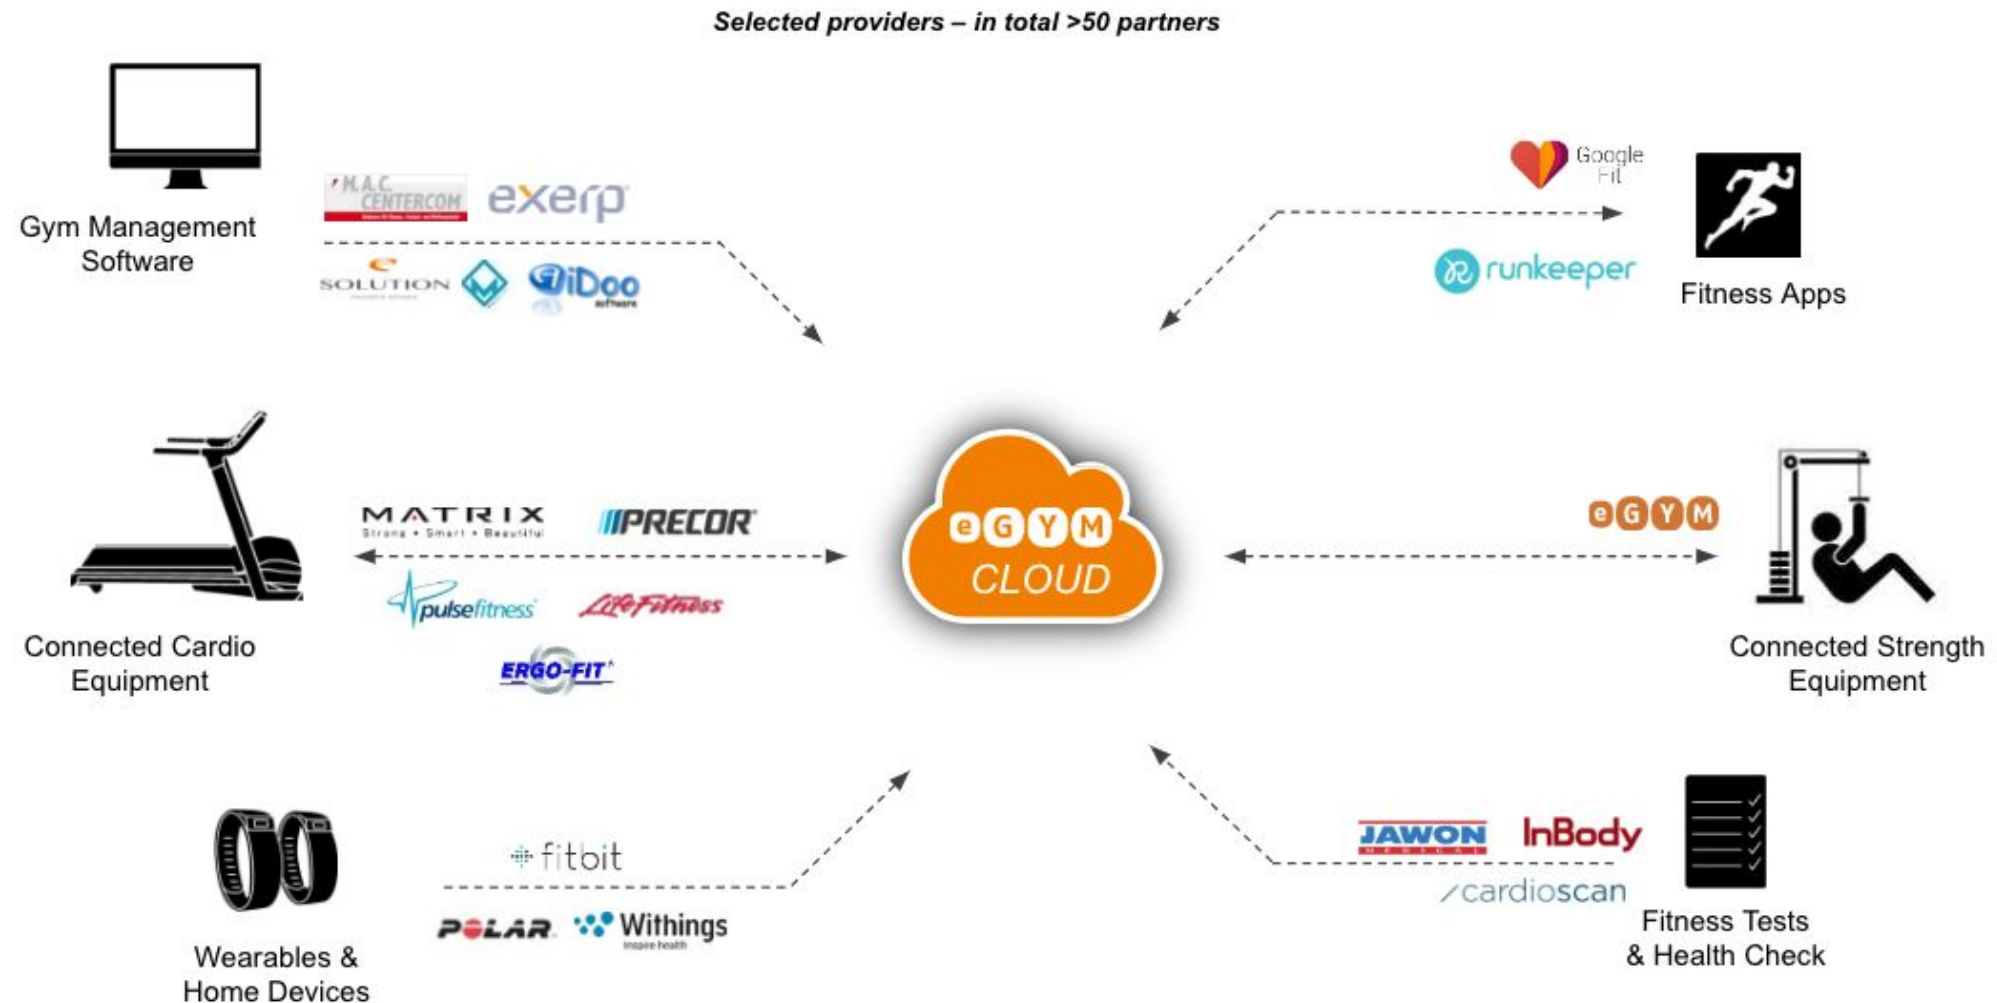 Selected providers – in total >50 partners
Gym Management
Software
M.A.C.
CENTERCOM
exerp
e
SOLUTION
aiDoo
software
Google
Fit
runkeeper
Fitness Apps
Connected Cardio
Equipment
MATRIX
Strong • Smart • Beautiful
PRECOR
pulsefitness
LifeFitness
ERGO-FIT
eGYM
CLOUD
eGYM
Connected Strength
Equipment
Wearables &
Home Devices
fitbit
POLAR
Withings
Inspire health
JAWON
MEDICAL
InBody
cardioscan
Fitness Tests
& Health Check